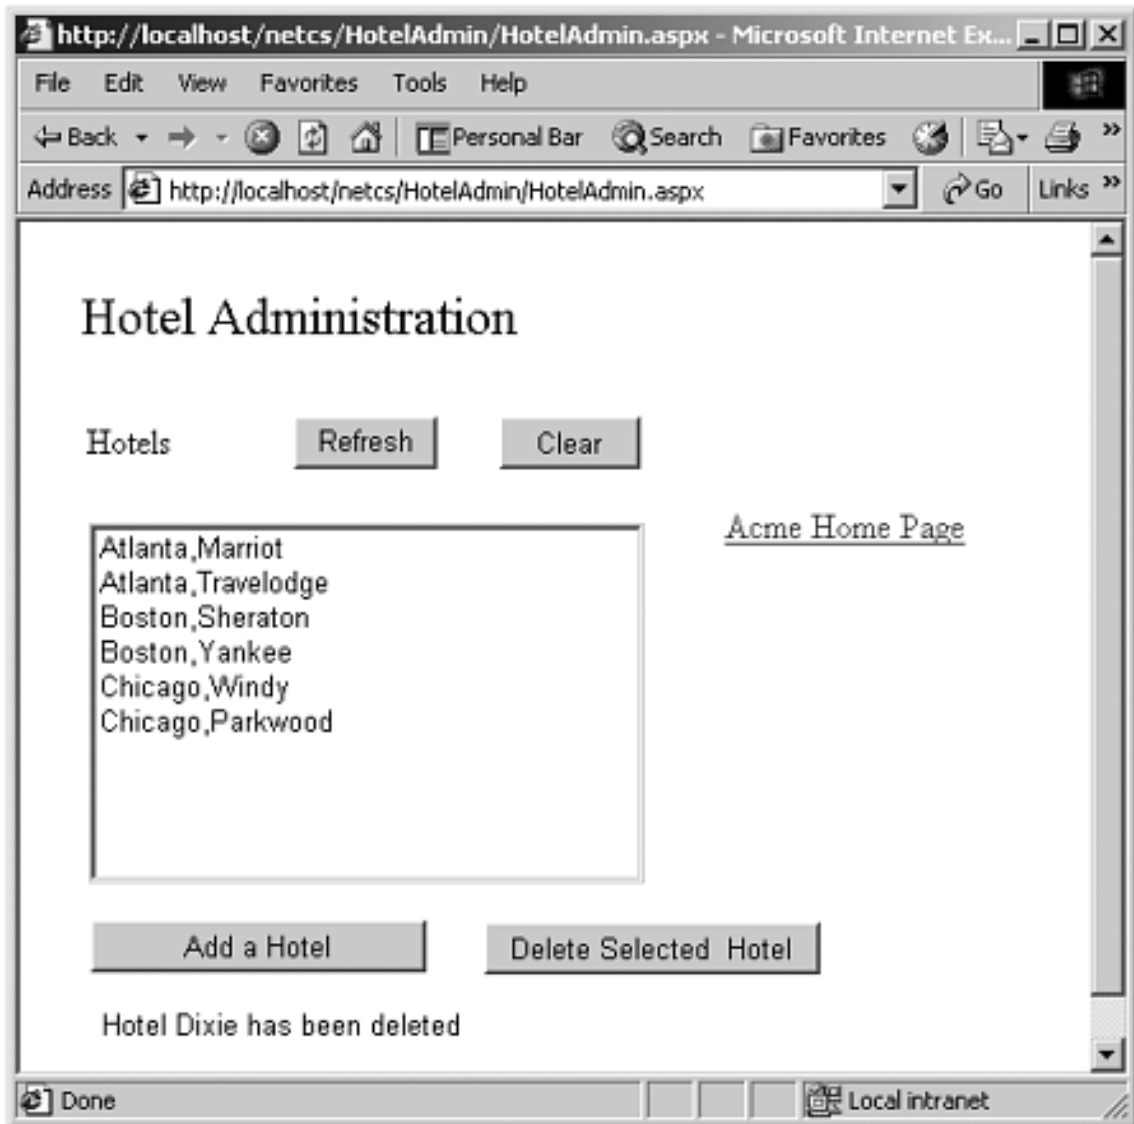 http://localhost/netcs/HotelAdmin/HotelAdmin.aspx - Microsoft Internet Ex...
File Edit View Favorites Tools Help
Back Personal Bar Search Favorites »
Address http://localhost/netcs/HotelAdmin/HotelAdmin.aspx Go Links »
Hotel Administration
Hotels Refresh Clear
Acme Home Page
Atlanta,Marriot
Atlanta,Travelodge
Boston,Sheraton
Boston,Yankee
Chicago,Windy
Chicago,Parkwood
Add a Hotel Delete Selected Hotel
Hotel Dixie has been deleted
Done Local intranet